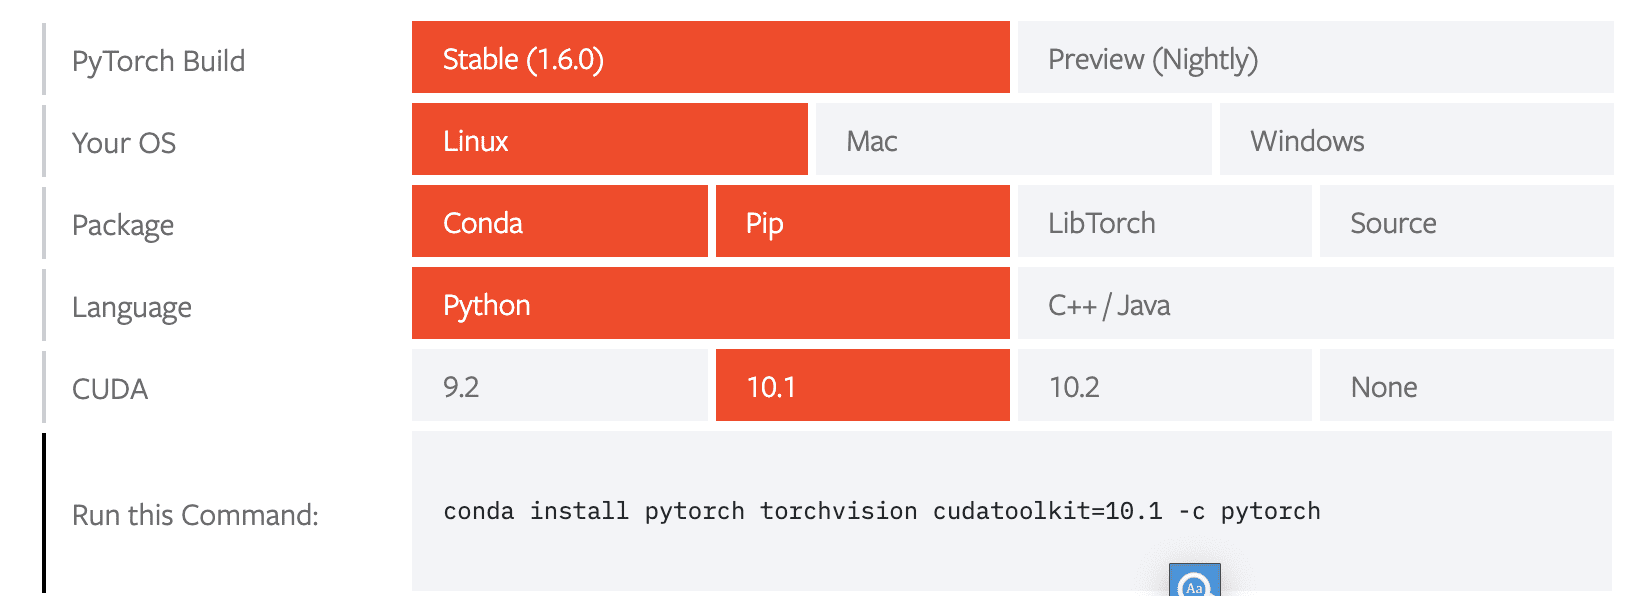 PyTorch Build Stable (1.6.0) Preview (Nightly)
Your OS Linux Mac Windows
Package Conda Pip LibTorch Source
Language Python C++ / Java
CUDA 9.2 10.1 10.2 None
Run this Command: conda install pytorch torchvision cudatoolkit=10.1 -c pytorch
Aa